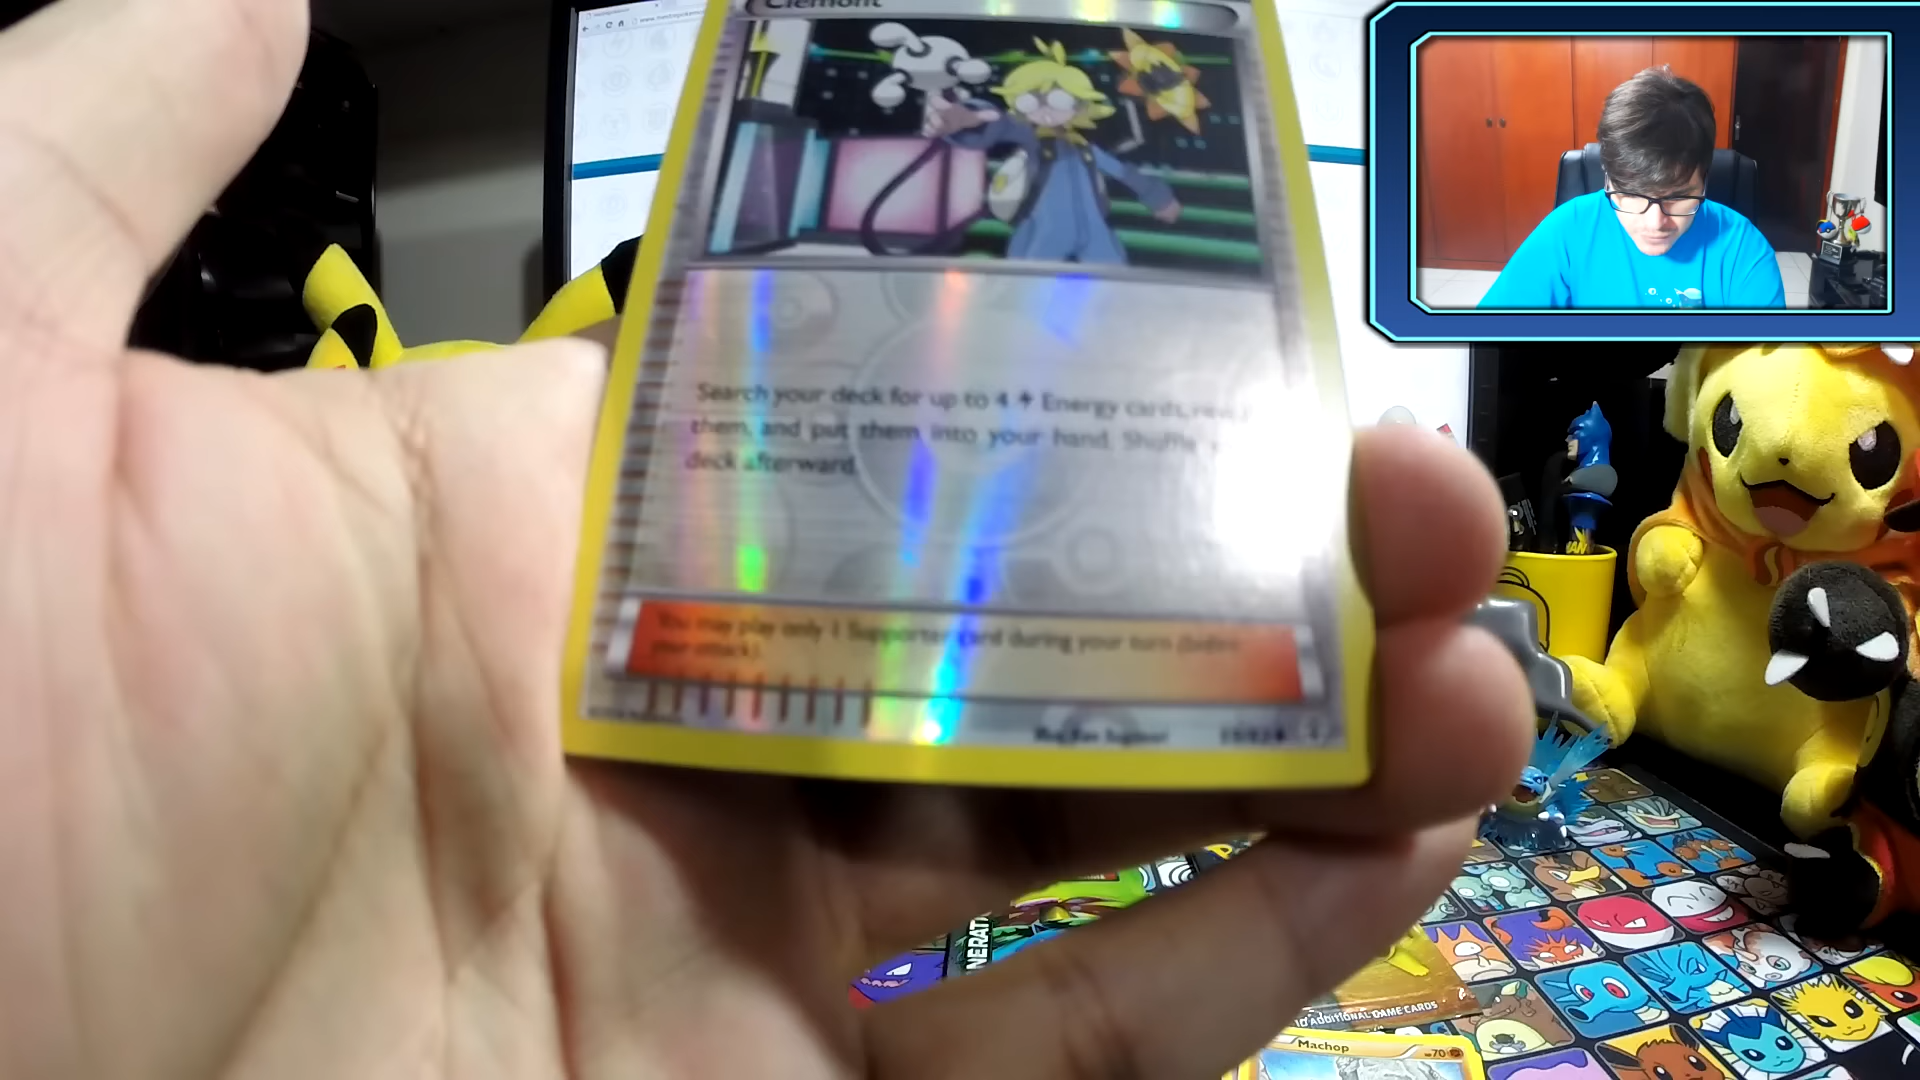 Clemont
Search your deck for up to 4 Energy cards,
them, and put them into your hand. Shuffle
deck afterward.
You may play only 1 Supporter card during your turn (before
your attack).
NERAT
10 ADDITIONAL GAME CARDS
Machop
70